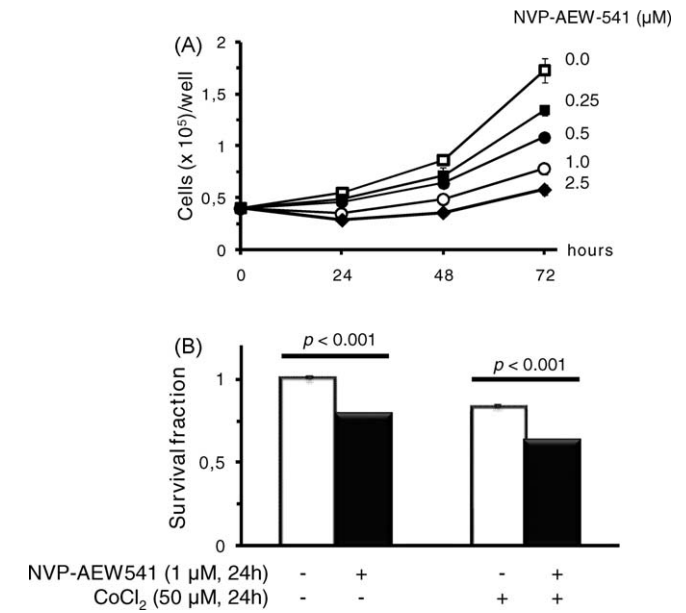 NVP-AEW-541 (µM)
(A)
2
1,5
1
0,5
0
Cells (x 10⁵)/well
0.0
0.25
0.5
1.0
2.5
hours
0 24 48 72
(B)
p < 0.001
p < 0.001
1
0,5
0
Survival fraction
NVP-AEW541 (1 µM, 24h) - + - +
CoCl₂ (50 µM, 24h) - - + +